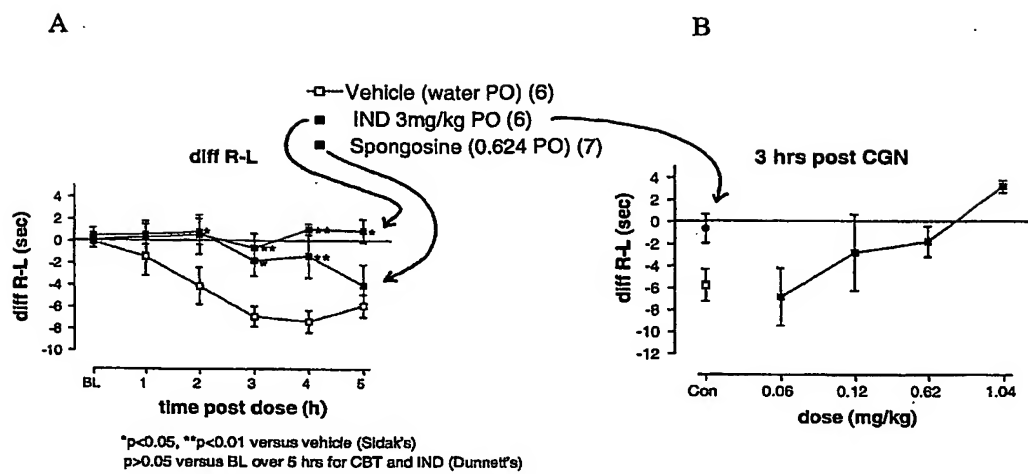 A
B
Vehicle (water PO) (6)
IND 3mg/kg PO (6)
Spongosine (0.624 PO) (7)
diff R-L
3 hrs post CGN
diff R-L (sec)
4
2
0
-2
-4
-6
-8
-10
BL
1
2
3
4
5
time post dose (h)
* ** * ** ** *
diff R-L (sec)
4
2
0
-2
-4
-6
-8
-10
-12
Con
0.06
0.12
0.62
1.04
dose (mg/kg)
*p<0.05, **p<0.01 versus vehicle (Sidak's)
p>0.05 versus BL over 5 hrs for CBT and IND (Dunnett's)